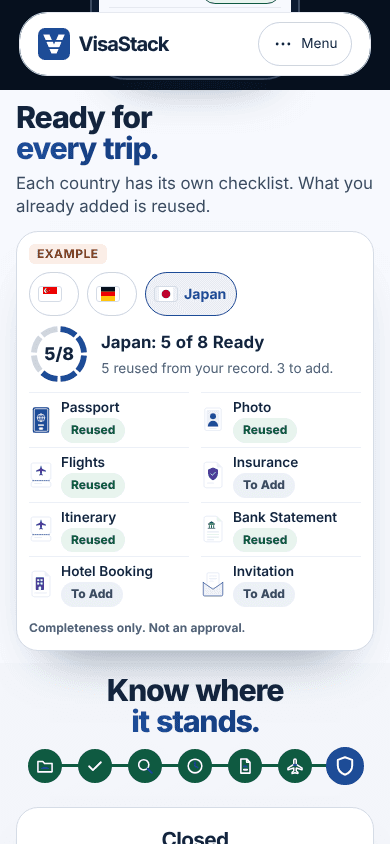 VisaStack
Menu
Ready for
every trip.
Each country has its own checklist. What you
already added is reused.
EXAMPLE
Japan
5/8
Japan: 5 of 8 Ready
5 reused from your record. 3 to add.
Passport
Reused
Photo
Reused
Flights
Reused
Insurance
To Add
Itinerary
Reused
Bank Statement
Reused
Hotel Booking
To Add
Invitation
To Add
Completeness only. Not an approval.
Know where
it stands.
Closed